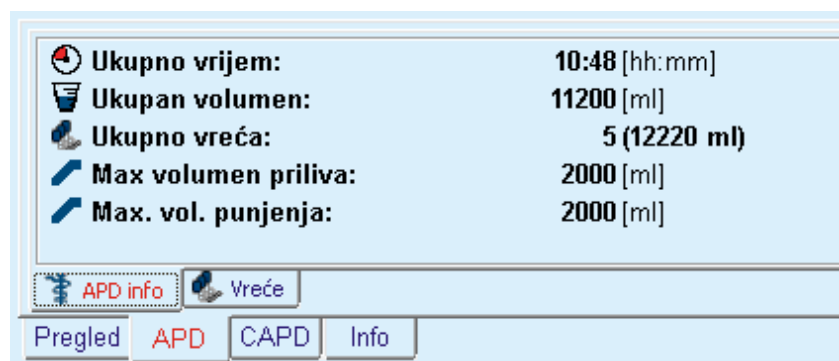 Ukupno vrijem: 10:48 [hh:mm]
Ukupan volumen: 11200 [ml]
Ukupno vreća: 5 (12220 ml)
Max volumen priliva: 2000 [ml]
Max. vol. punjenja: 2000 [ml]
APD info Vreće
Pregled APD CAPD Info